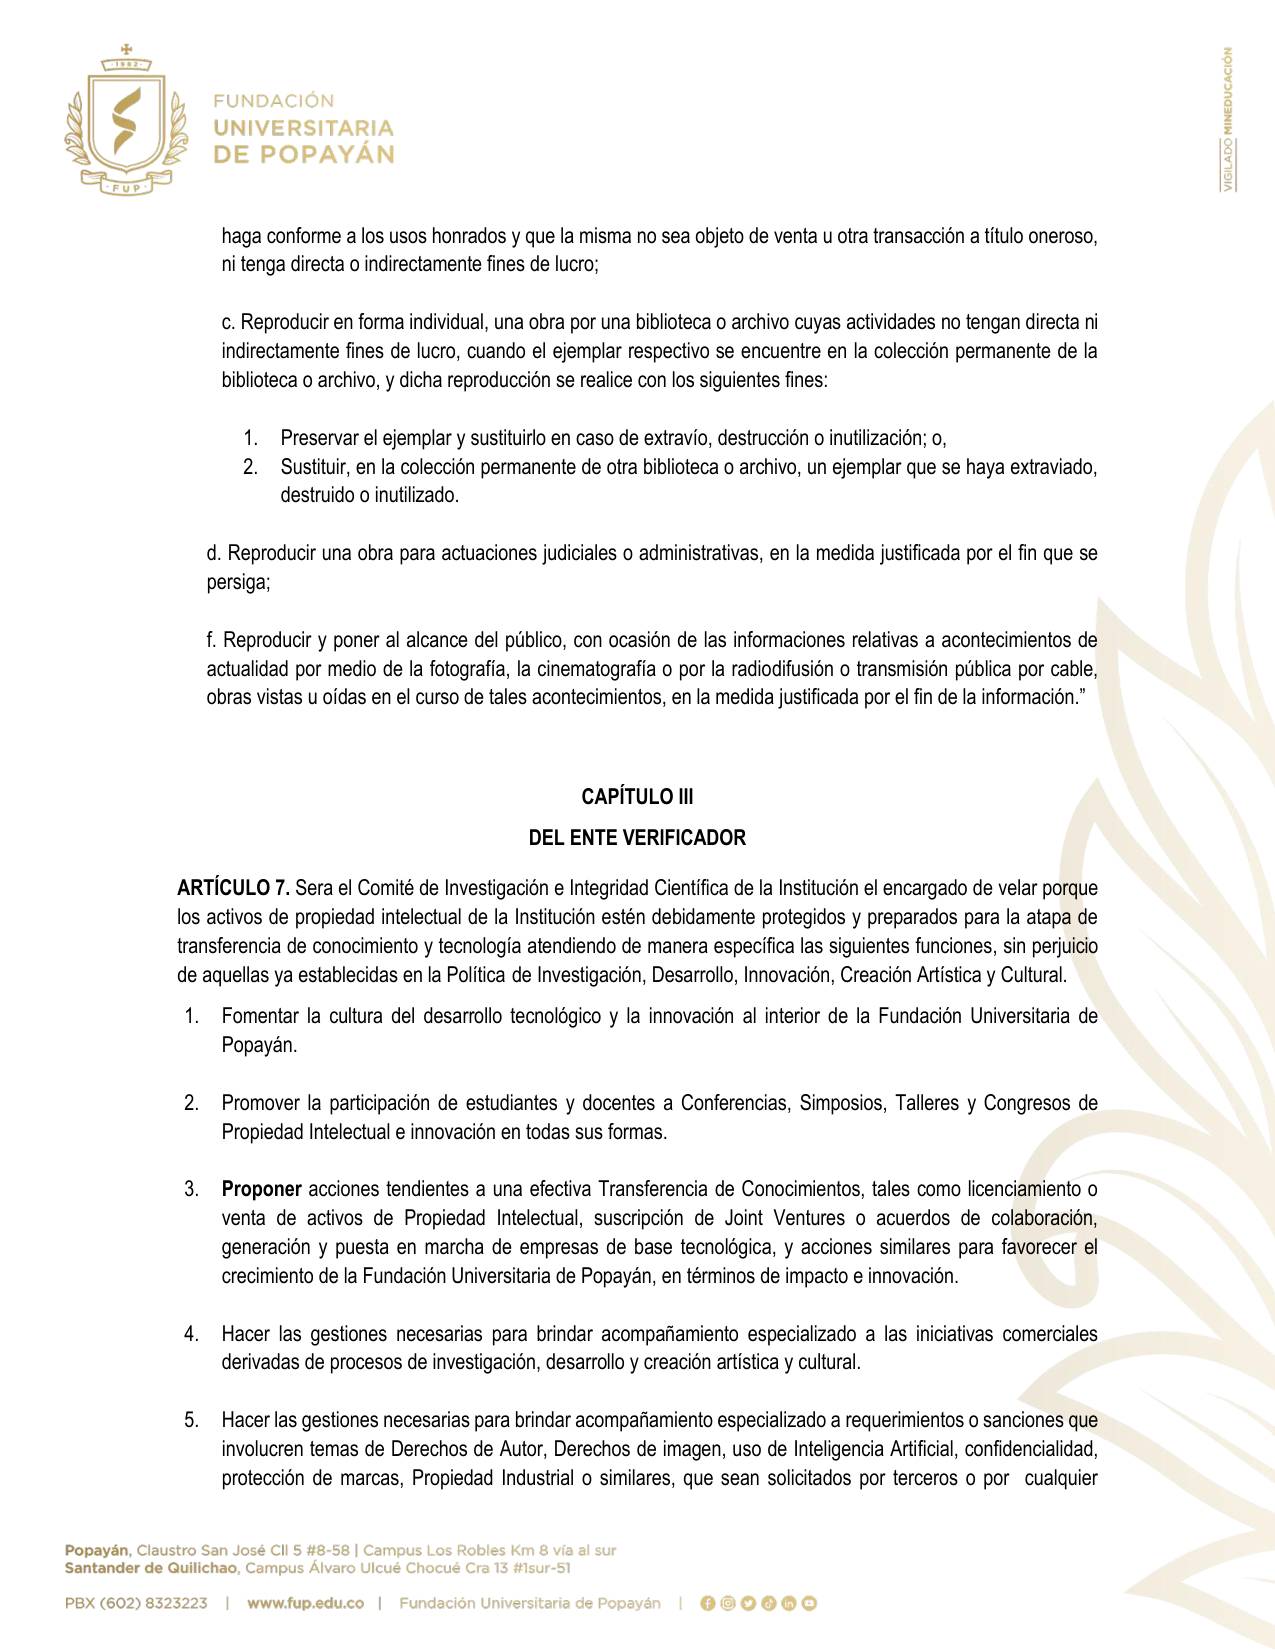 1982
FUP
FUNDACIÓN
UNIVERSITARIA
DE POPAYÁN
VIGILADO MINEDUCACIÓN
haga conforme a los usos honrados y que la misma no sea objeto de venta u otra transacción a título oneroso,
ni tenga directa o indirectamente fines de lucro;
c. Reproducir en forma individual, una obra por una biblioteca o archivo cuyas actividades no tengan directa ni
indirectamente fines de lucro, cuando el ejemplar respectivo se encuentre en la colección permanente de la
biblioteca o archivo, y dicha reproducción se realice con los siguientes fines:
1. Preservar el ejemplar y sustituirlo en caso de extravío, destrucción o inutilización; o,
2. Sustituir, en la colección permanente de otra biblioteca o archivo, un ejemplar que se haya extraviado,
destruido o inutilizado.
d. Reproducir una obra para actuaciones judiciales o administrativas, en la medida justificada por el fin que se
persiga;
f. Reproducir y poner al alcance del público, con ocasión de las informaciones relativas a acontecimientos de
actualidad por medio de la fotografía, la cinematografía o por la radiodifusión o transmisión pública por cable,
obras vistas u oídas en el curso de tales acontecimientos, en la medida justificada por el fin de la información.”
CAPÍTULO III
DEL ENTE VERIFICADOR
ARTÍCULO 7. Sera el Comité de Investigación e Integridad Científica de la Institución el encargado de velar porque
los activos de propiedad intelectual de la Institución estén debidamente protegidos y preparados para la atapa de
transferencia de conocimiento y tecnología atendiendo de manera específica las siguientes funciones, sin perjuicio
de aquellas ya establecidas en la Política de Investigación, Desarrollo, Innovación, Creación Artística y Cultural.
1. Fomentar la cultura del desarrollo tecnológico y la innovación al interior de la Fundación Universitaria de
Popayán.
2. Promover la participación de estudiantes y docentes a Conferencias, Simposios, Talleres y Congresos de
Propiedad Intelectual e innovación en todas sus formas.
3. Proponer acciones tendientes a una efectiva Transferencia de Conocimientos, tales como licenciamiento o
venta de activos de Propiedad Intelectual, suscripción de Joint Ventures o acuerdos de colaboración,
generación y puesta en marcha de empresas de base tecnológica, y acciones similares para favorecer el
crecimiento de la Fundación Universitaria de Popayán, en términos de impacto e innovación.
4. Hacer las gestiones necesarias para brindar acompañamiento especializado a las iniciativas comerciales
derivadas de procesos de investigación, desarrollo y creación artística y cultural.
5. Hacer las gestiones necesarias para brindar acompañamiento especializado a requerimientos o sanciones que
involucren temas de Derechos de Autor, Derechos de imagen, uso de Inteligencia Artificial, confidencialidad,
protección de marcas, Propiedad Industrial o similares, que sean solicitados por terceros o por cualquier
Popayán, Claustro San José Cll 5 #8-58 | Campus Los Robles Km 8 vía al sur
Santander de Quilichao, Campus Álvaro Ulcué Chocué Cra 13 #1sur-51
PBX (602) 8323223 | www.fup.edu.co | Fundación Universitaria de Popayán |